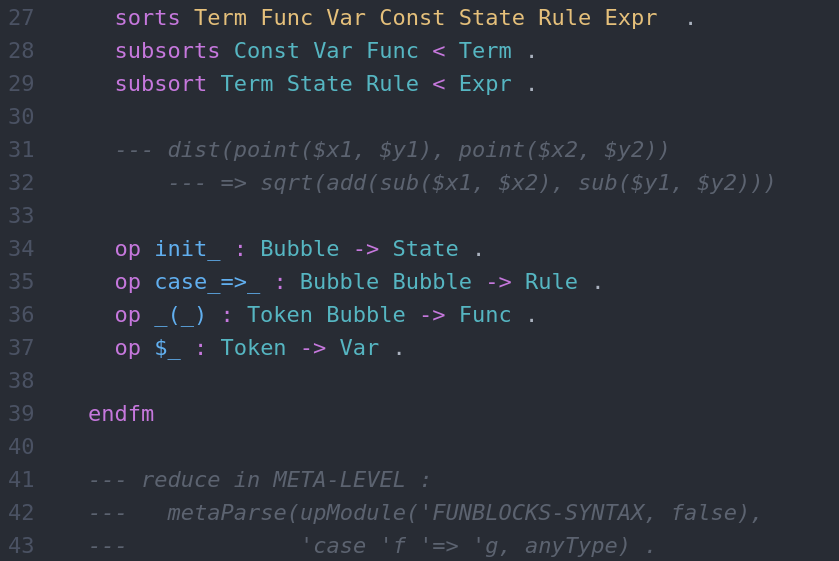 27 sorts Term Func Var Const State Rule Expr .
28 subsorts Const Var Func < Term .
29 subsort Term State Rule < Expr .
30
31 --- dist(point($x1, $y1), point($x2, $y2))
32 --- => sqrt(add(sub($x1, $x2), sub($y1, $y2)))
33
34 op init_ : Bubble -> State .
35 op case_=>_ : Bubble Bubble -> Rule .
36 op _(_) : Token Bubble -> Func .
37 op $_ : Token -> Var .
38
39 endfm
40
41 --- reduce in META-LEVEL :
42 --- metaParse(upModule('FUNBLOCKS-SYNTAX, false),
43 --- 'case 'f '=> 'g, anyType) .